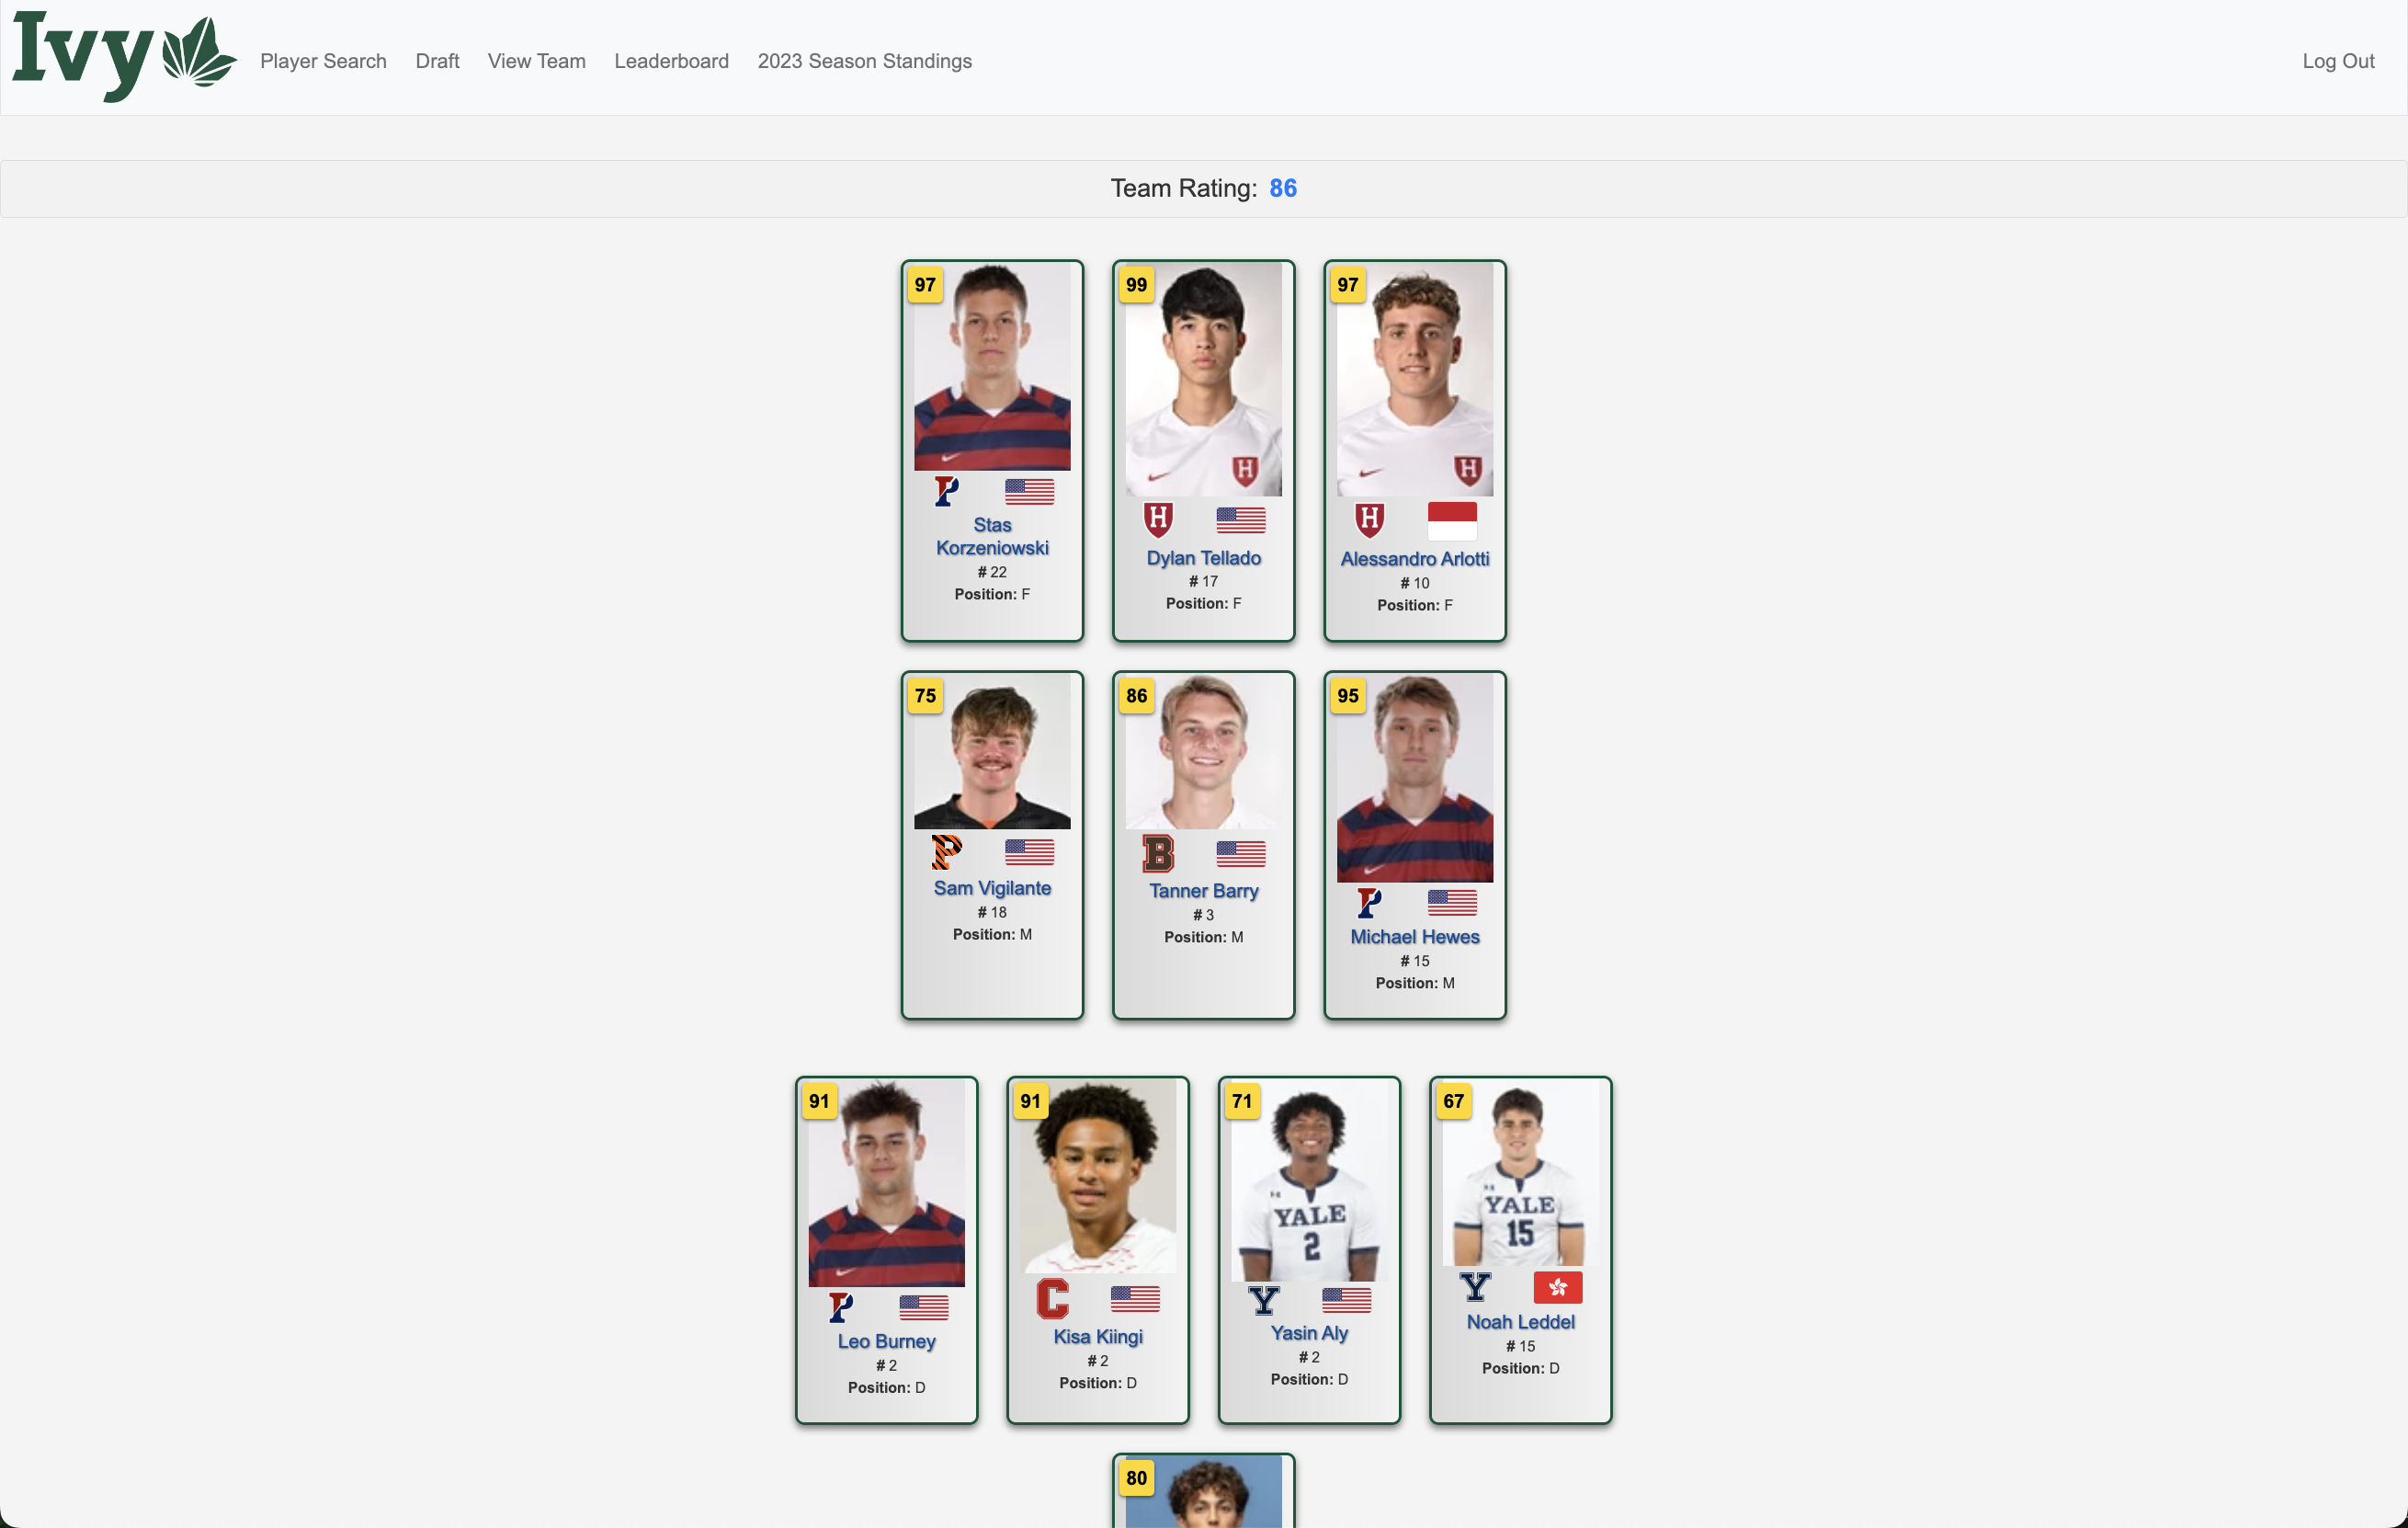 Ivy Player Search Draft View Team Leaderboard 2023 Season Standings Log Out
Team Rating: 86
97
H
P
Stas
Korzeniowski
# 22
Position: F
99
H
H
Dylan Tellado
# 17
Position: F
97
H
H
Alessandro Arlotti
# 10
Position: F
75
P
Sam Vigilante
# 18
Position: M
86
B
Tanner Barry
# 3
Position: M
95
P
Michael Hewes
# 15
Position: M
91
P
Leo Burney
# 2
Position: D
91
C
Kisa Kiingi
# 2
Position: D
71
YALE
2
Y
Yasin Aly
# 2
Position: D
67
YALE
15
Y
Noah Leddel
# 15
Position: D
80